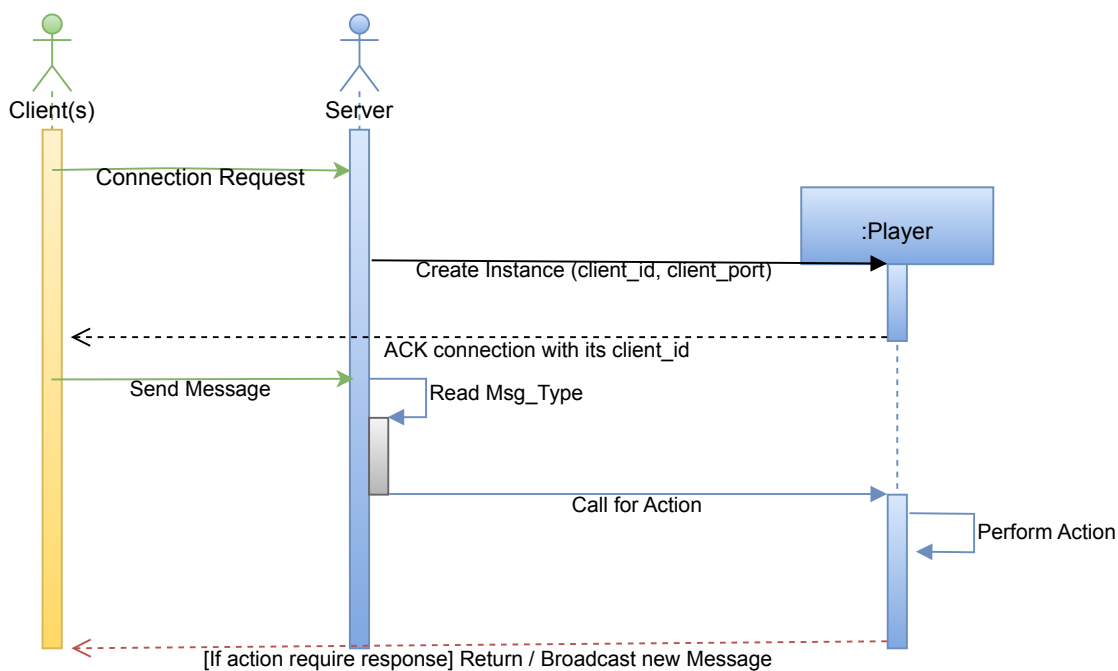 Client(s)
Server
Connection Request
:Player
Create Instance (client_id, client_port)
ACK connection with its client_id
Send Message
Read Msg_Type
Call for Action
Perform Action
[If action require response] Return / Broadcast new Message